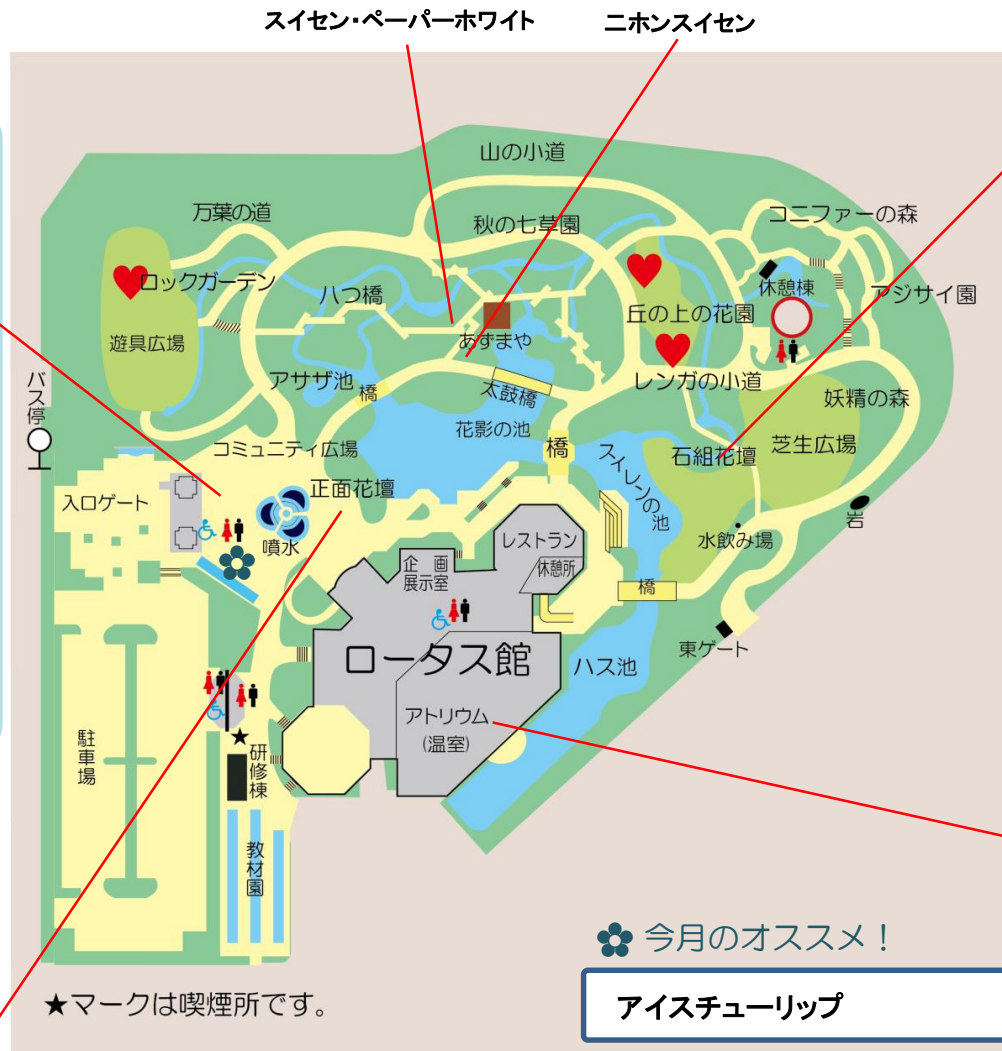 スイセン・ペーパーホワイト
ニホンスイセン
山の小道
万葉の道
秋の七草園
コニファーの森
ロックガーデン
八つ橋
休憩棟
アジサイ園
丘の上の花園
遊具広場
あずまや
アサザ池
橋
太鼓橋
レンガの小道
妖精の森
バス停
花影の池
コミュニティ広場
橋
スイレンの池
石組花壇
芝生広場
入口ゲート
正面花壇
岩
噴水
レストラン
水飲み場
企画
展示室
休憩所
橋
東ゲート
ロータス館
ハス池
アトリウム
(温室)
駐車場
研修棟
教材園
今月のオススメ！
アイスチューリップ
★マークは喫煙所です。